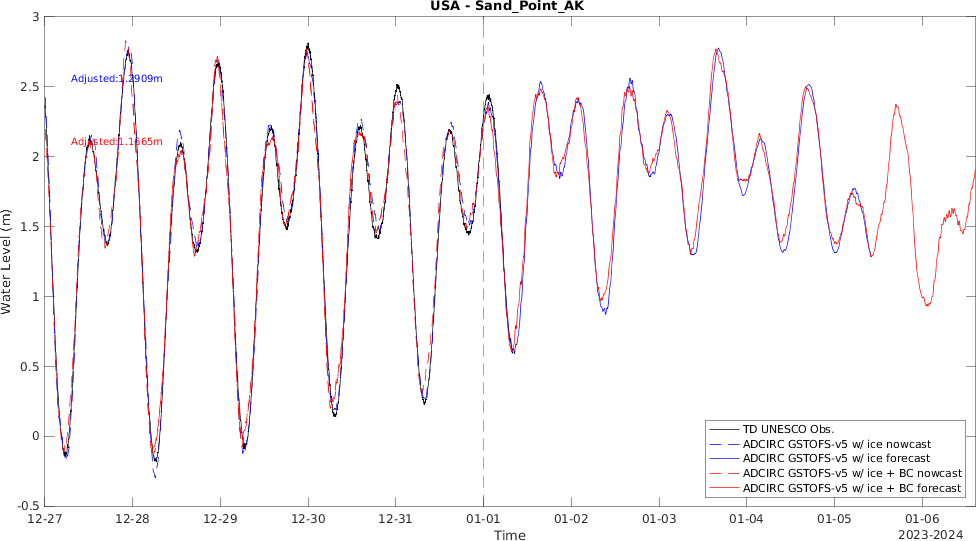 USA - Sand_Point_AK
3
2.5
2
1.5
1
0.5
0
-0.5
Water Level (m)
Adjusted:1.2909m
Adjusted:1.1665m
TD UNESCO Obs.
ADCIRC GSTOFS-v5 w/ ice nowcast
ADCIRC GSTOFS-v5 w/ ice forecast
ADCIRC GSTOFS-v5 w/ ice + BC nowcast
ADCIRC GSTOFS-v5 w/ ice + BC forecast
12-27 12-28 12-29 12-30 12-31 01-01 01-02 01-03 01-04 01-05 01-06
Time
2023-2024